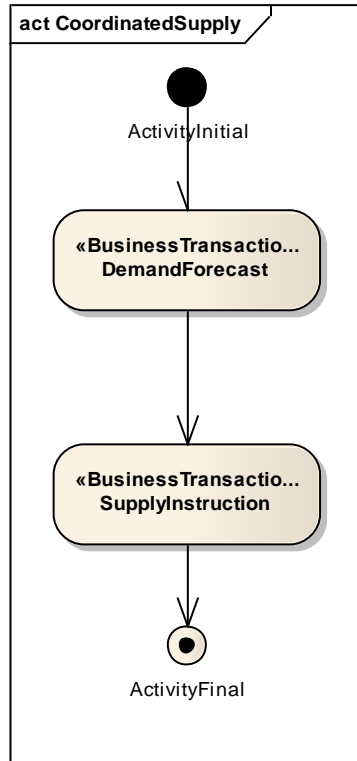 act CoordinatedSupply
ActivityInitial
«BusinessTransactio...
DemandForecast
«BusinessTransactio...
SupplyInstruction
ActivityFinal